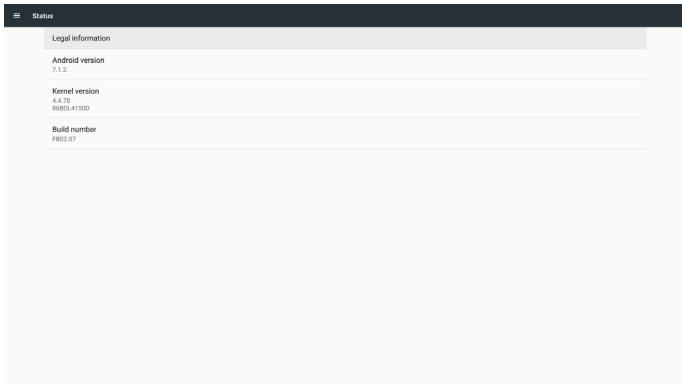 Status
Legal information
Android version
7.1.2
Kernel version
4.4.70
86BDL4150D
Build number
FB02.07